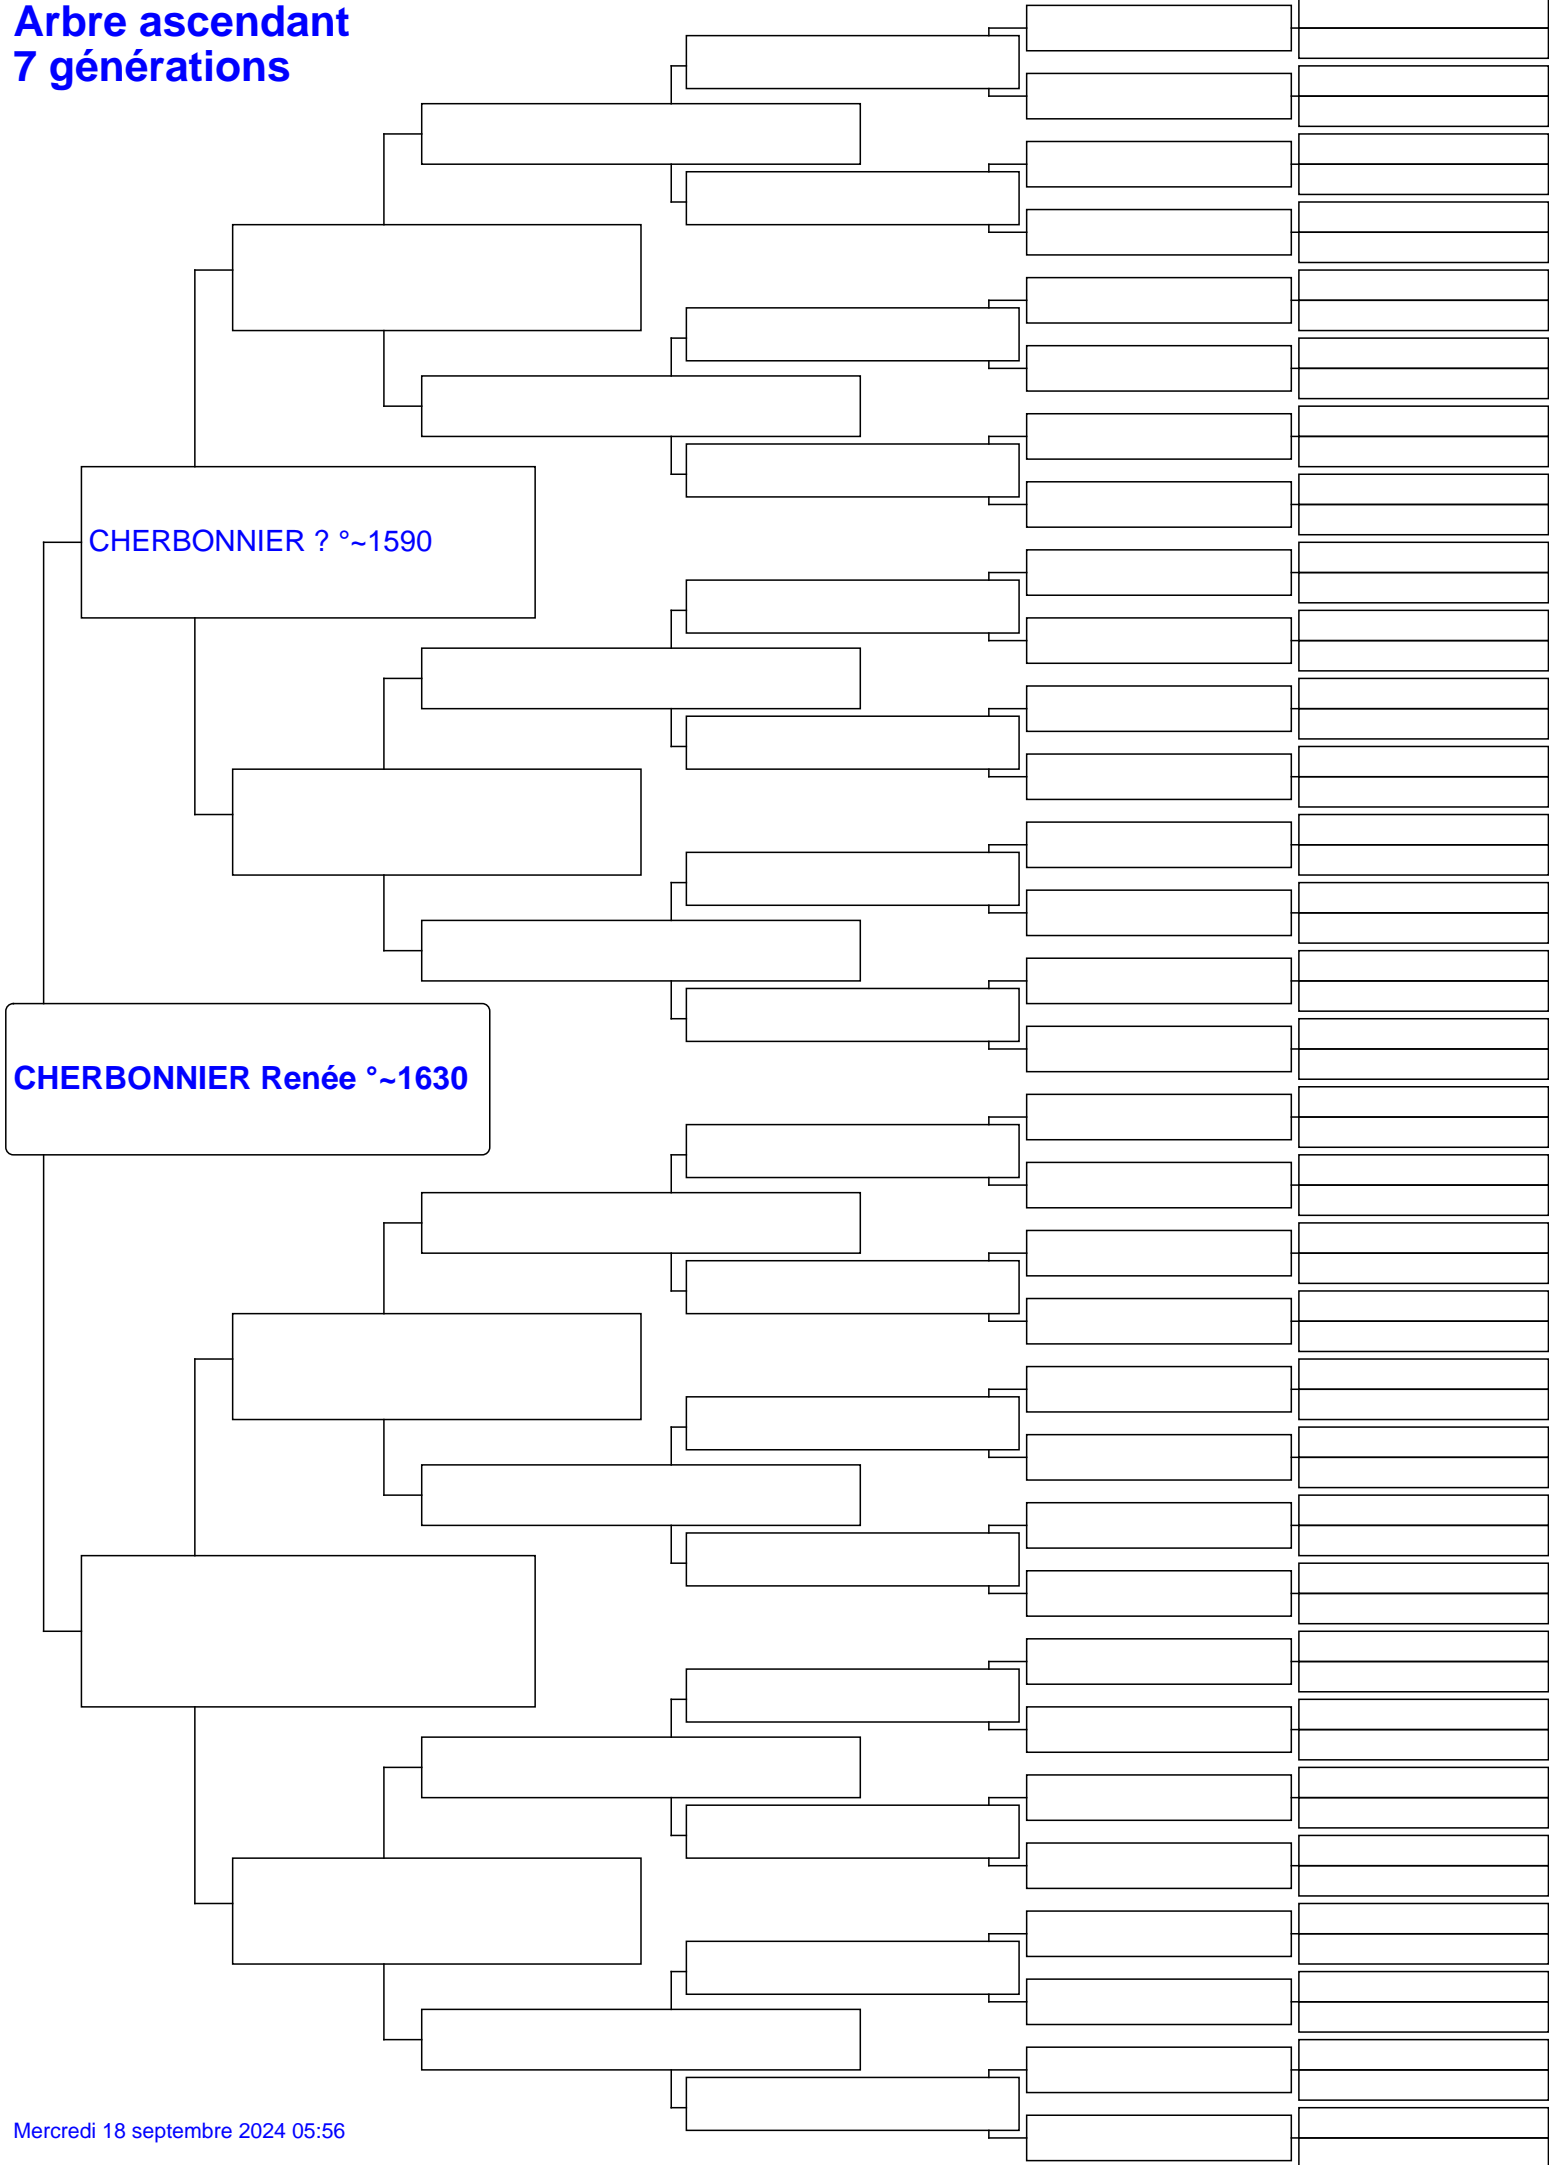 Arbre ascendant
7 générations
CHERBONNIER ? °~1590
CHERBONNIER Renée °~1630
Mercredi 18 septembre 2024 05:56